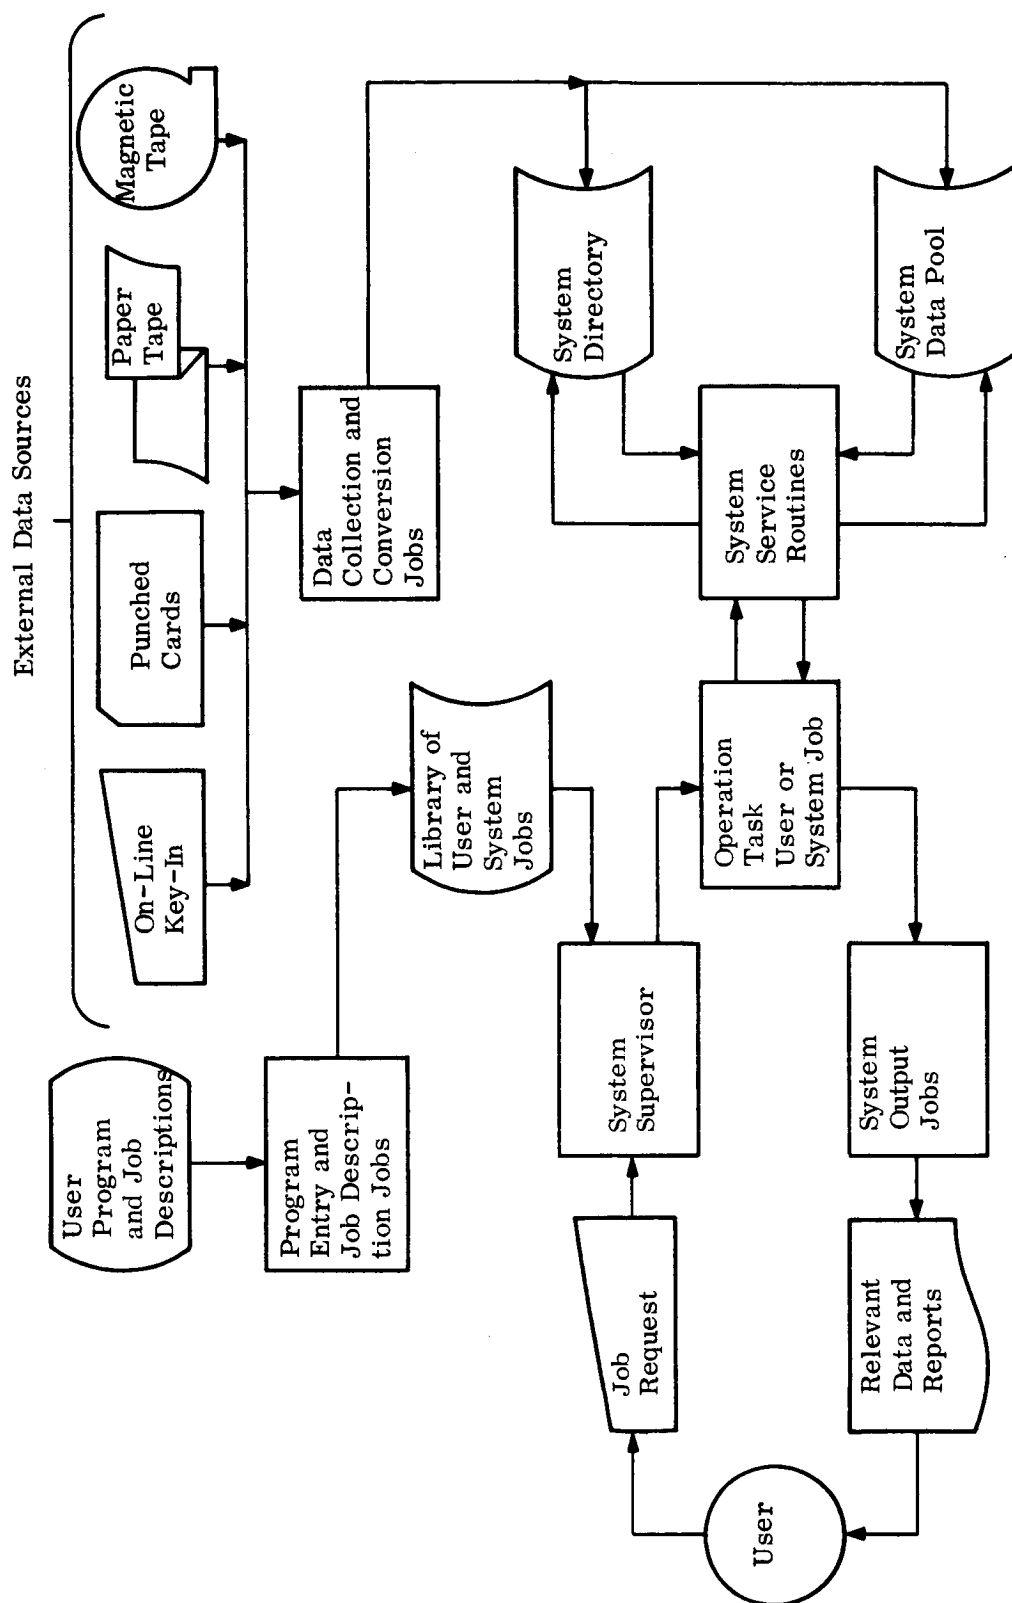 External Data Sources
User
Program
and Job
Descriptions
On-Line
Key-In
Punched
Cards
Paper
Tape
Magnetic
Tape
Program
Entry and
Job Descrip-
tion Jobs
Data
Collection and
Conversion
Jobs
Library of
User and
System
Jobs
System
Directory
Job
Request
System
Supervisor
User
Operation
Task
User or
System Job
System
Service
Routines
Relevant
Data and
Reports
System
Output
Jobs
System
Data Pool